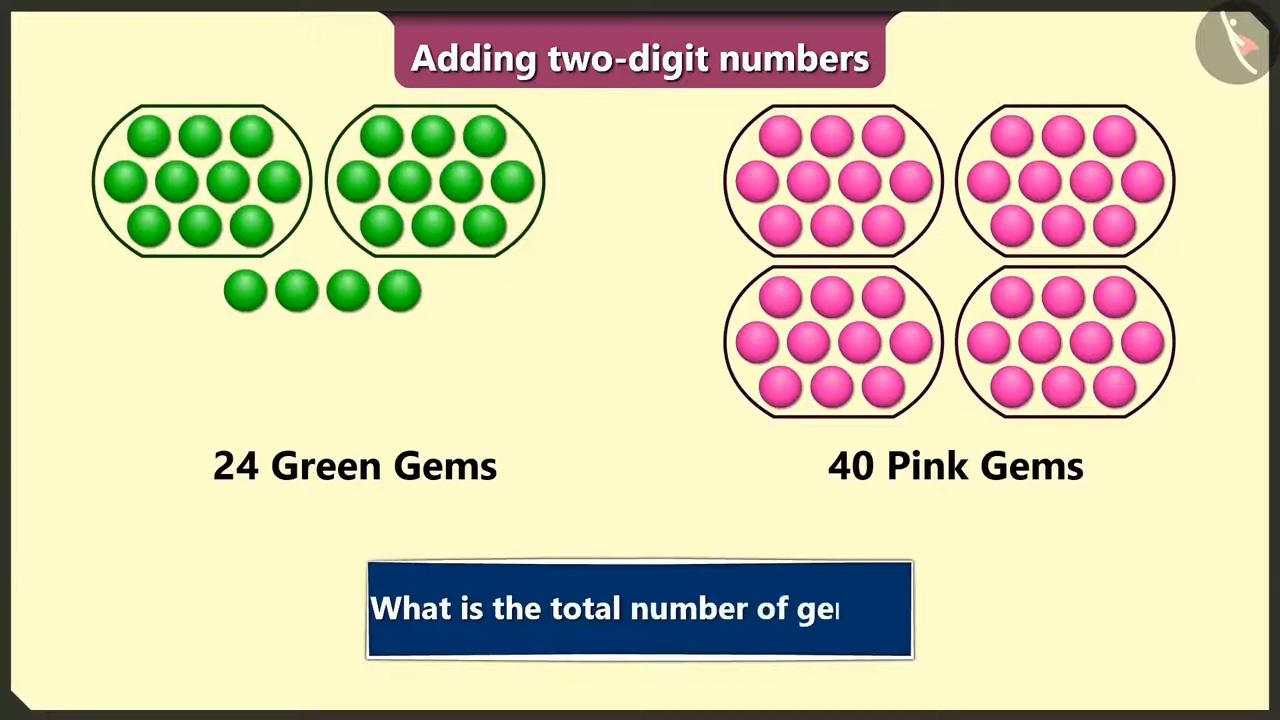 Adding two-digit numbers
24 Green Gems
40 Pink Gems
What is the total number of